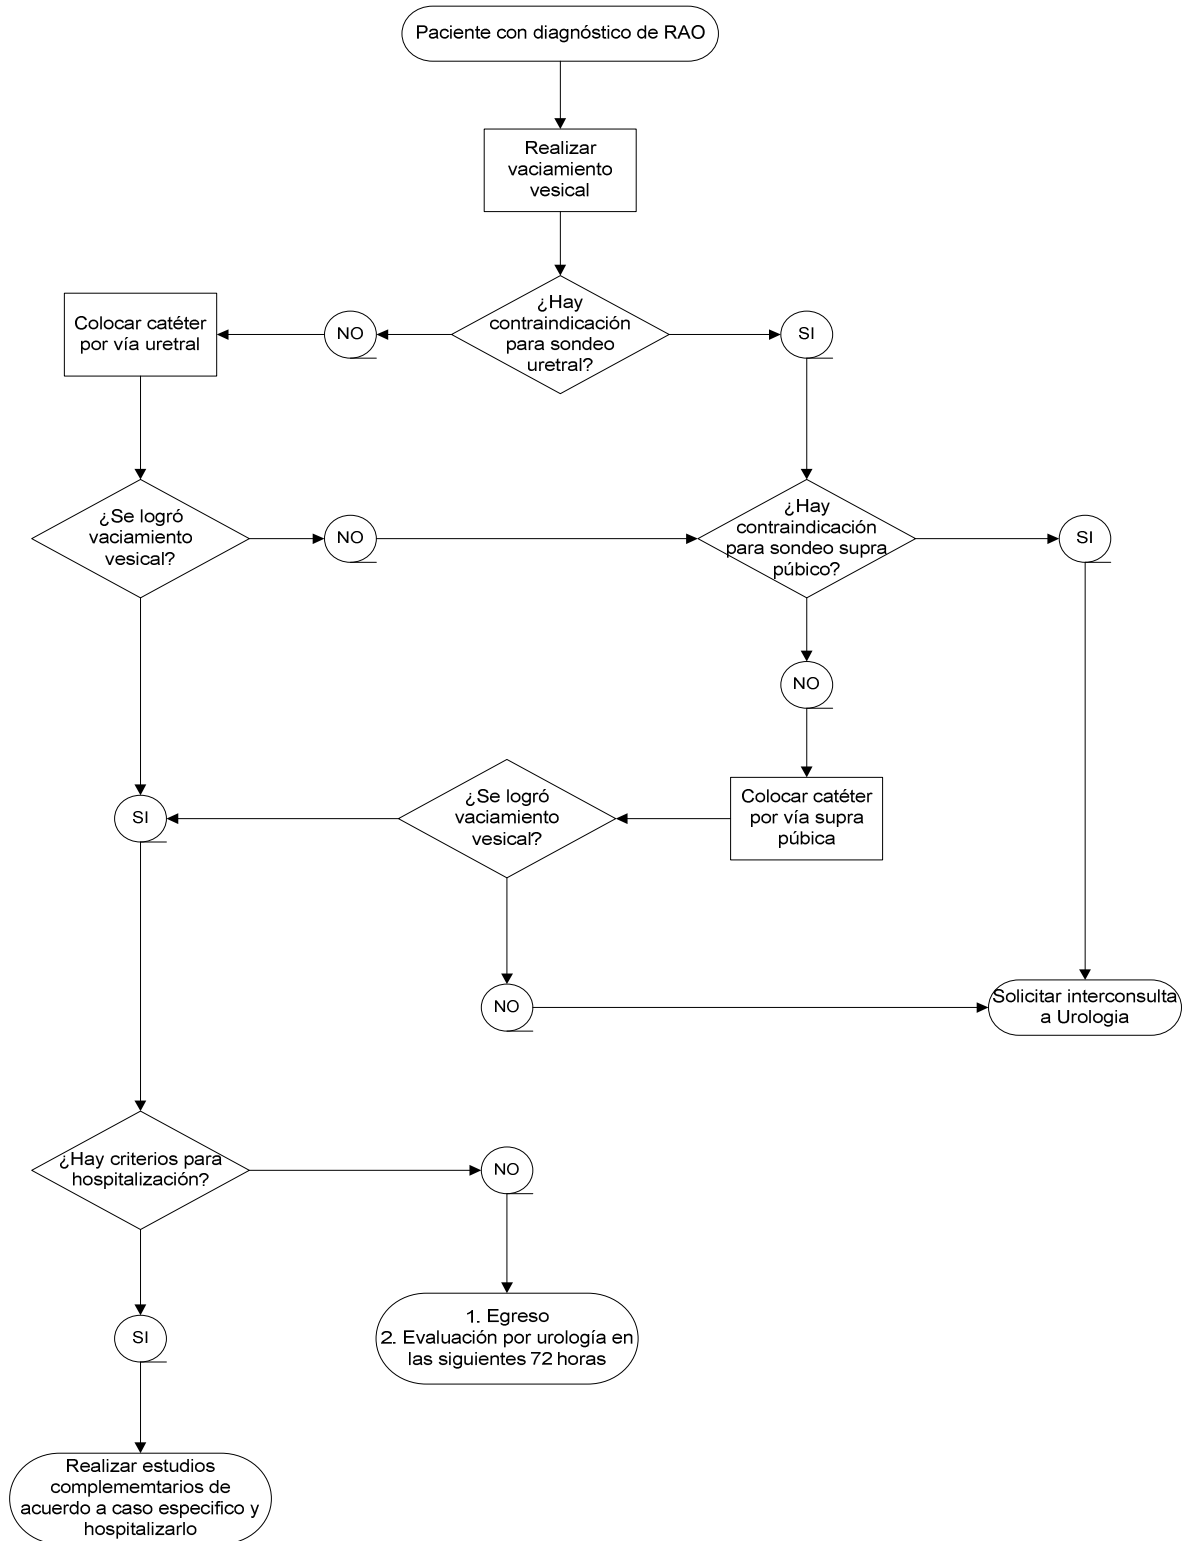 Paciente con diagnóstico de RAO
Realizar
vaciamiento
vesical
¿Hay
contraindicación
para sondeo
uretral?
NO
SI
Colocar catéter
por vía uretral
¿Se logró
vaciamiento
vesical?
NO
¿Hay
contraindicación
para sondeo supra
púbico?
SI
NO
Colocar catéter
por vía supra
púbica
¿Se logró
vaciamiento
vesical?
SI
NO
Solicitar interconsulta
a Urologia
¿Hay criterios para
hospitalización?
NO
1. Egreso
2. Evaluación por urología en
las siguientes 72 horas
SI
Realizar estudios
complememtarios de
acuerdo a caso especifico y
hospitalizarlo